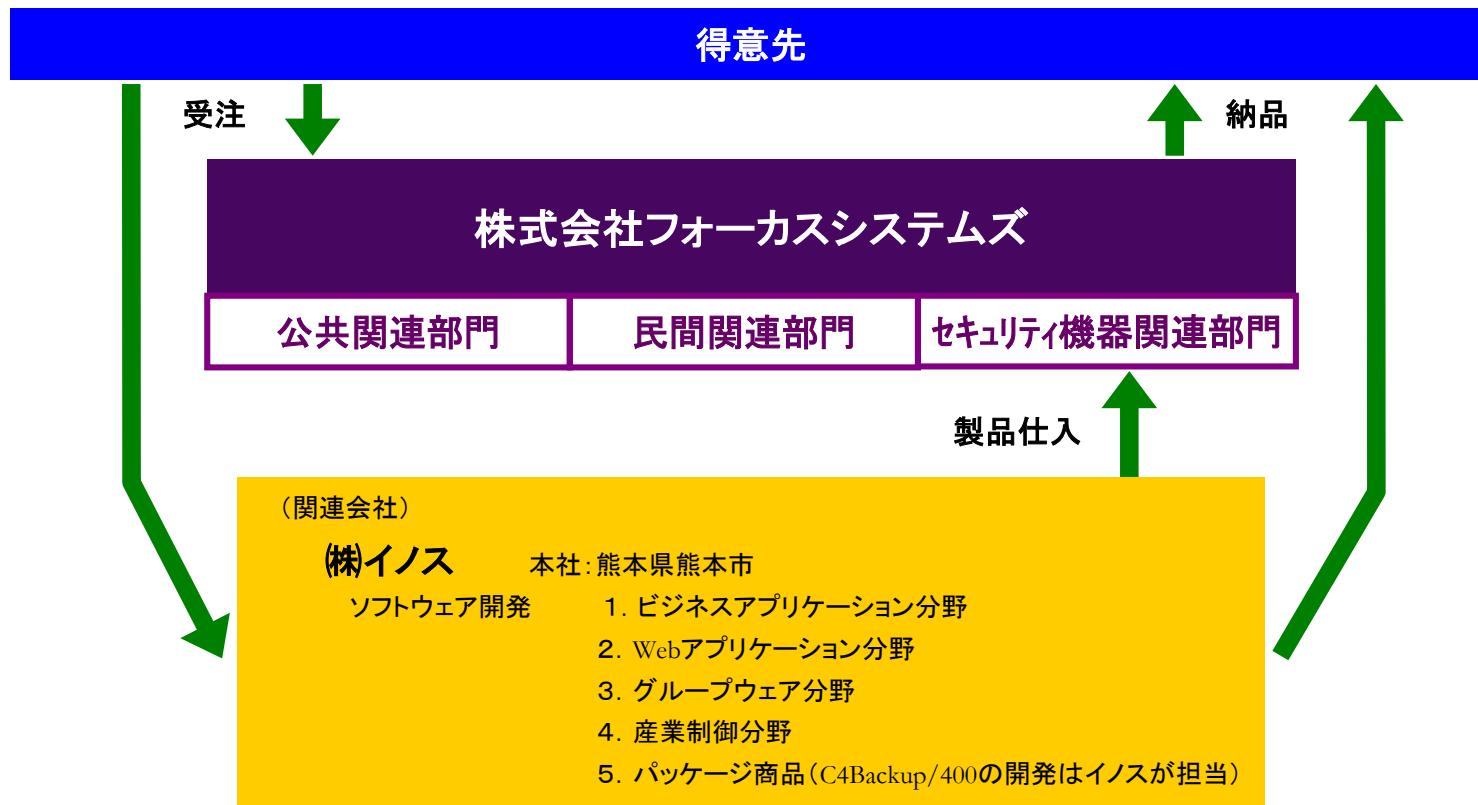 得意先
受注
納品
株式会社フォーカスシステムズ
公共関連部門
民間関連部門
セキュリティ機器関連部門
製品仕入
(関連会社)
㈱イノス 本社:熊本県熊本市
ソフトウェア開発 1. ビジネスアプリケーション分野
2. Webアプリケーション分野
3. グループウェア分野
4. 産業制御分野
5. パッケージ商品(C4Backup/400の開発はイノスが担当)